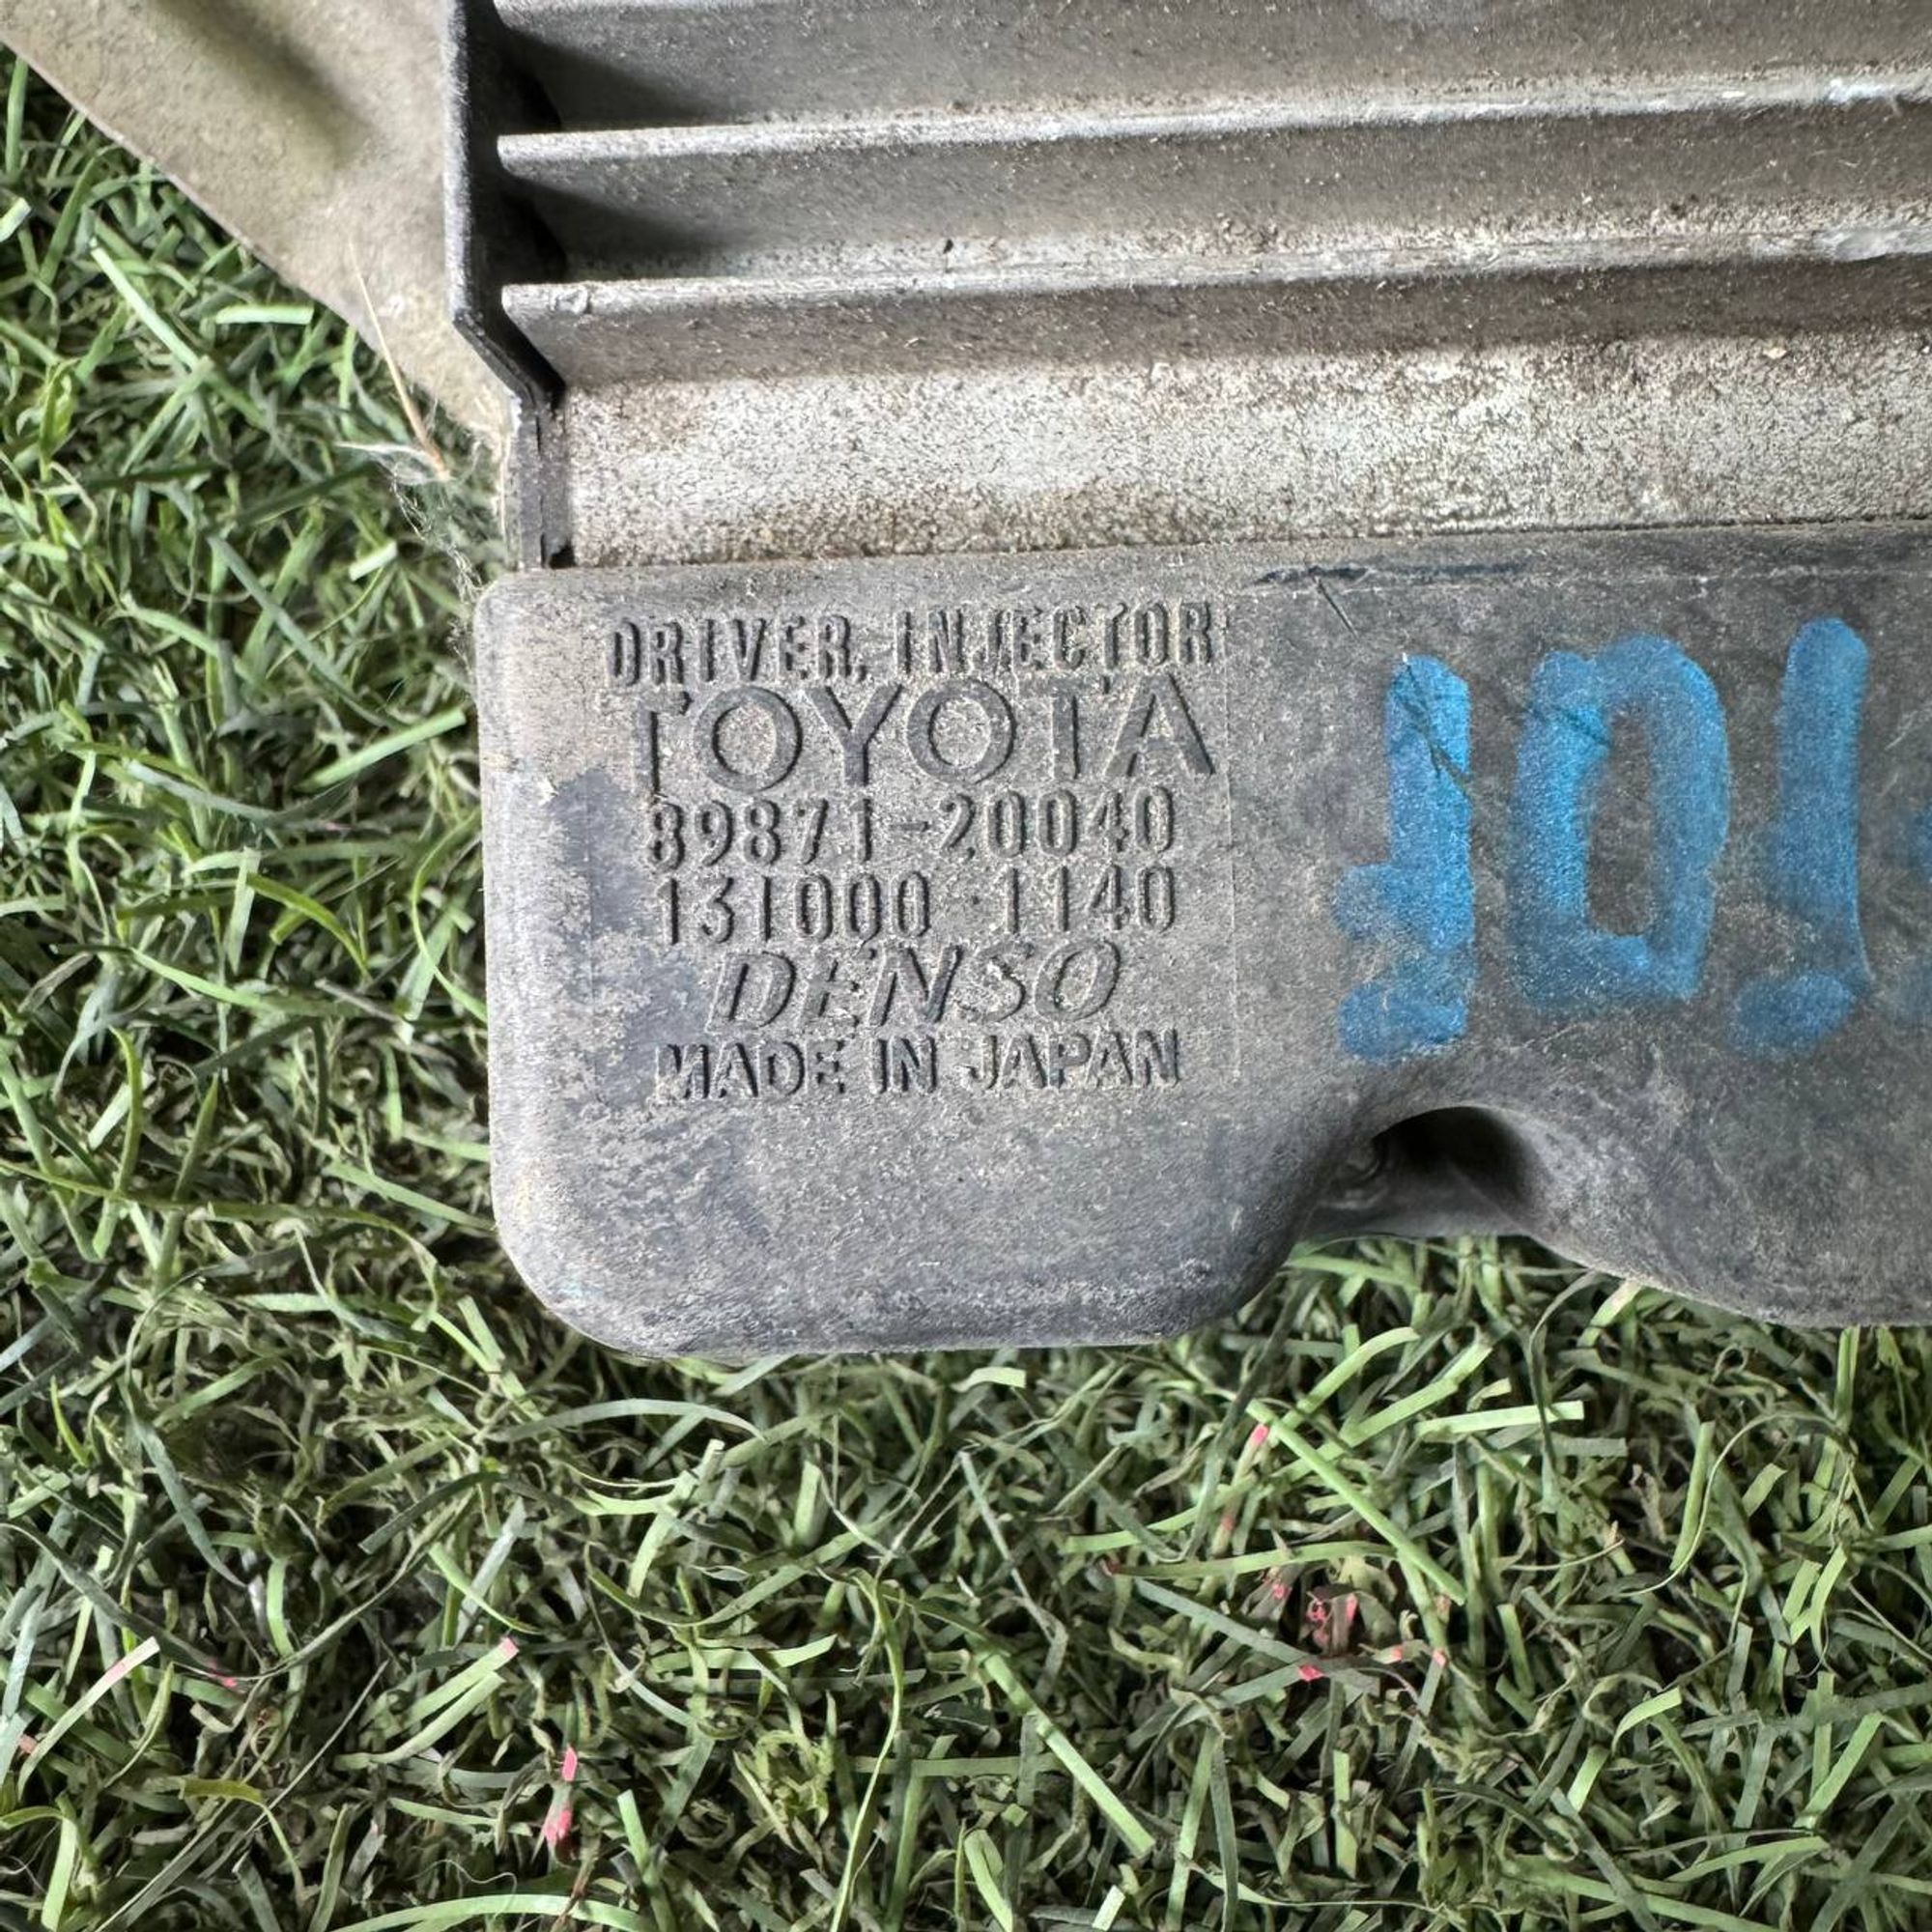 DRIVER, INJECTOR
TOYOTA
89871-20040
131000-1140
DENSO
MADE IN JAPAN